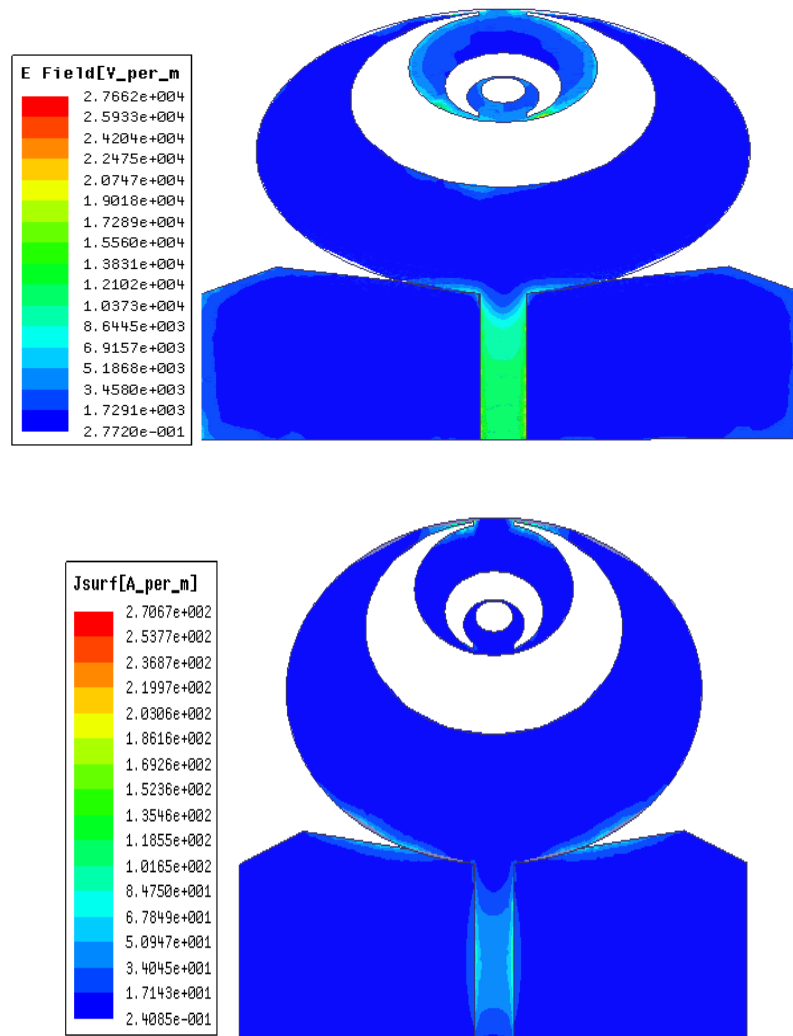 E Field[V_per_m
2.7662e+004
2.5933e+004
2.4204e+004
2.2475e+004
2.0747e+004
1.9018e+004
1.7289e+004
1.5560e+004
1.3831e+004
1.2102e+004
1.0373e+004
8.6445e+003
6.9157e+003
5.1868e+003
3.4580e+003
1.7291e+003
2.7720e-001
Jsurf[A_per_m]
2.7067e+002
2.5377e+002
2.3687e+002
2.1997e+002
2.0306e+002
1.8616e+002
1.6926e+002
1.5236e+002
1.3546e+002
1.1855e+002
1.0165e+002
8.4750e+001
6.7849e+001
5.0947e+001
3.4045e+001
1.7143e+001
2.4085e-001